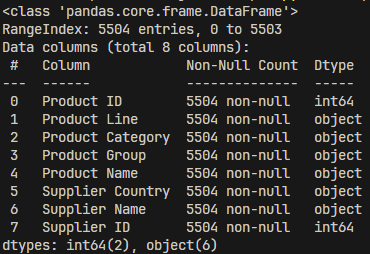 <class 'pandas.core.frame.DataFrame'>
RangeIndex: 5504 entries, 0 to 5503
Data columns (total 8 columns):
 #   Column            Non-Null Count  Dtype
---  ------            --------------  -----
 0   Product ID        5504 non-null   int64
 1   Product Line      5504 non-null   object
 2   Product Category  5504 non-null   object
 3   Product Group     5504 non-null   object
 4   Product Name      5504 non-null   object
 5   Supplier Country  5504 non-null   object
 6   Supplier Name     5504 non-null   object
 7   Supplier ID       5504 non-null   int64
dtypes: int64(2), object(6)